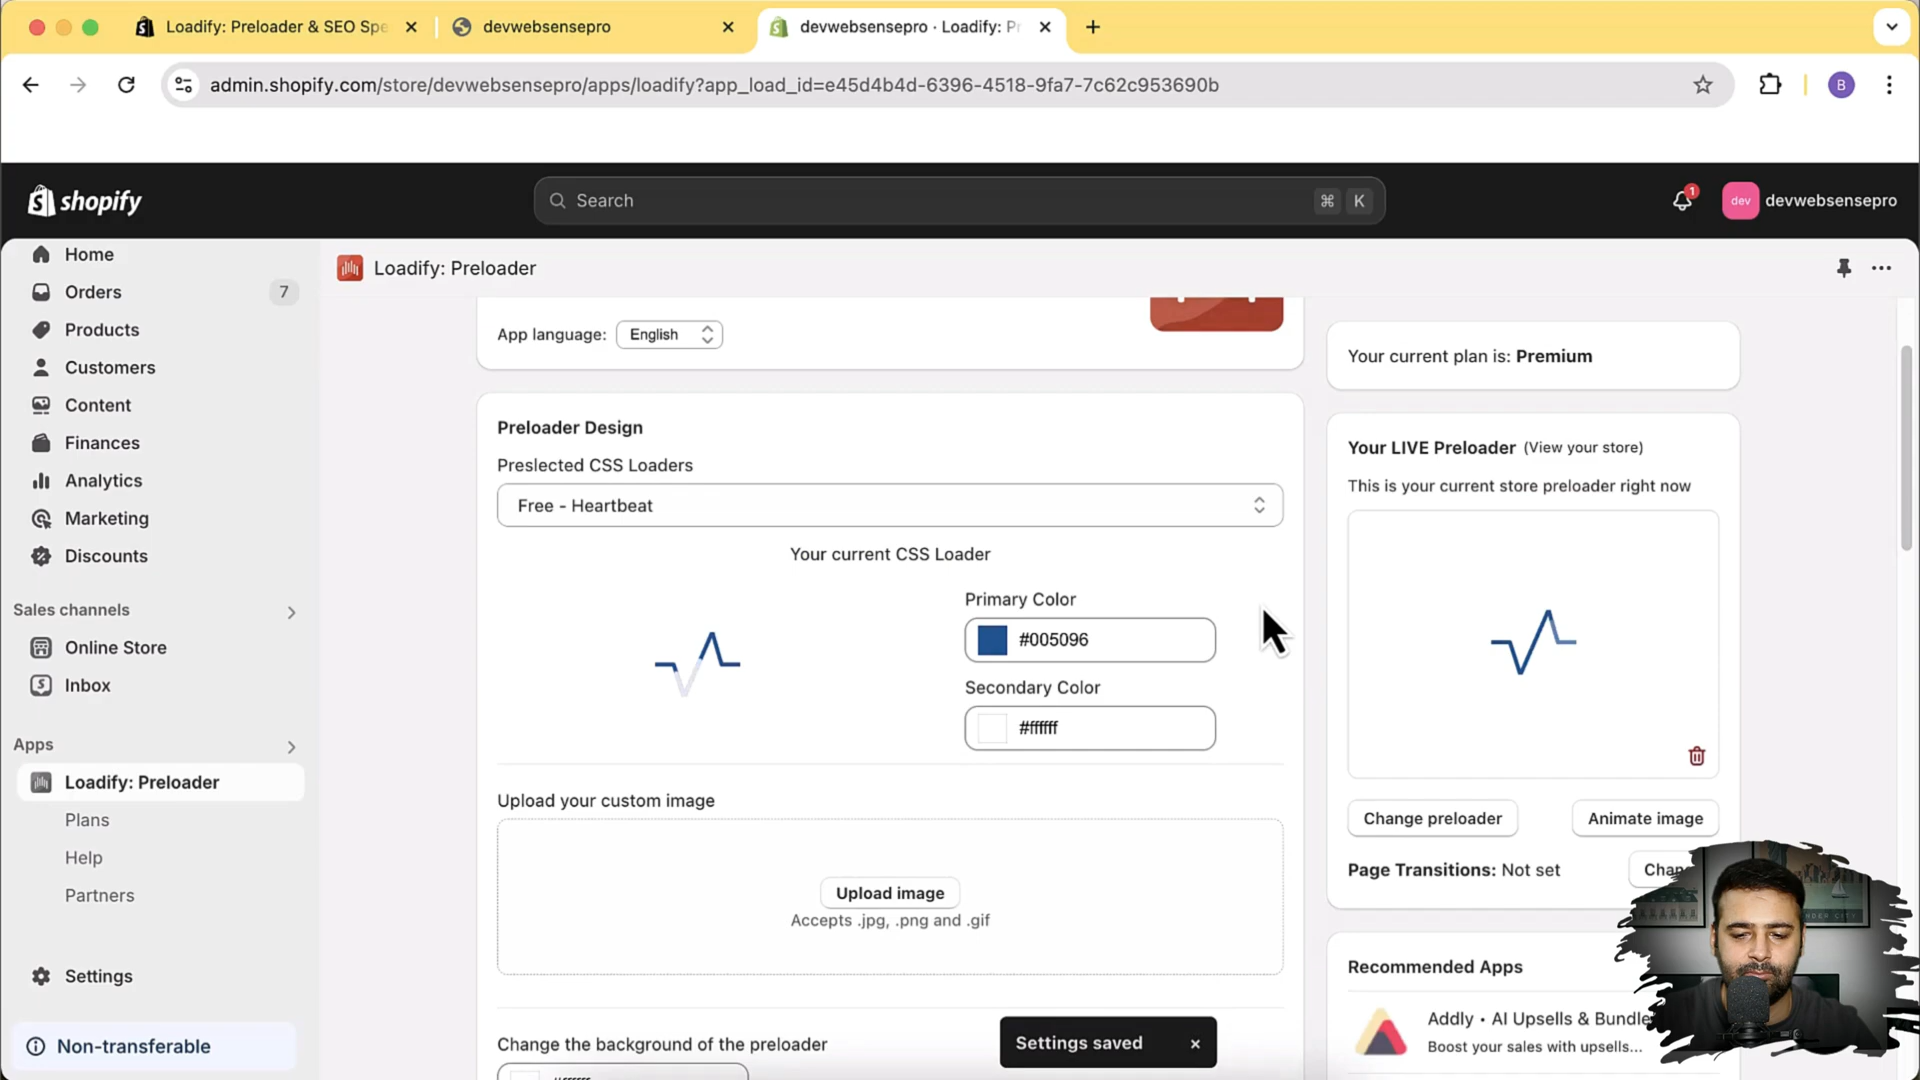 Loadify: Preloader & SEO Spe
devwebsensepro
devwebsensepro · Loadify: Pr
admin.shopify.com/store/devwebsensepro/apps/loadify?app_load_id=e45d4b4d-6396-4518-9fa7-7c62c953690b
B
shopify
Search
⌘ K
1
dev
devwebsensepro
Home
Orders 7
Products
Customers
Content
Finances
Analytics
Marketing
Discounts
Sales channels
Online Store
Inbox
Apps
Loadify: Preloader
Plans
Help
Partners
Settings
Non-transferable
Loadify: Preloader
App language: English
Preloader Design
Preslected CSS Loaders
Free - Heartbeat
Your current CSS Loader
Primary Color
#005096
Secondary Color
#ffffff
Upload your custom image
Upload image
Accepts .jpg, .png and .gif
Change the background of the preloader
#ffffff
Settings saved
Your current plan is: Premium
Your LIVE Preloader (View your store)
This is your current store preloader right now
Change preloader
Animate image
Page Transitions: Not set
Chang
Recommended Apps
Addly • AI Upsells & Bundle
Boost your sales with upsells...